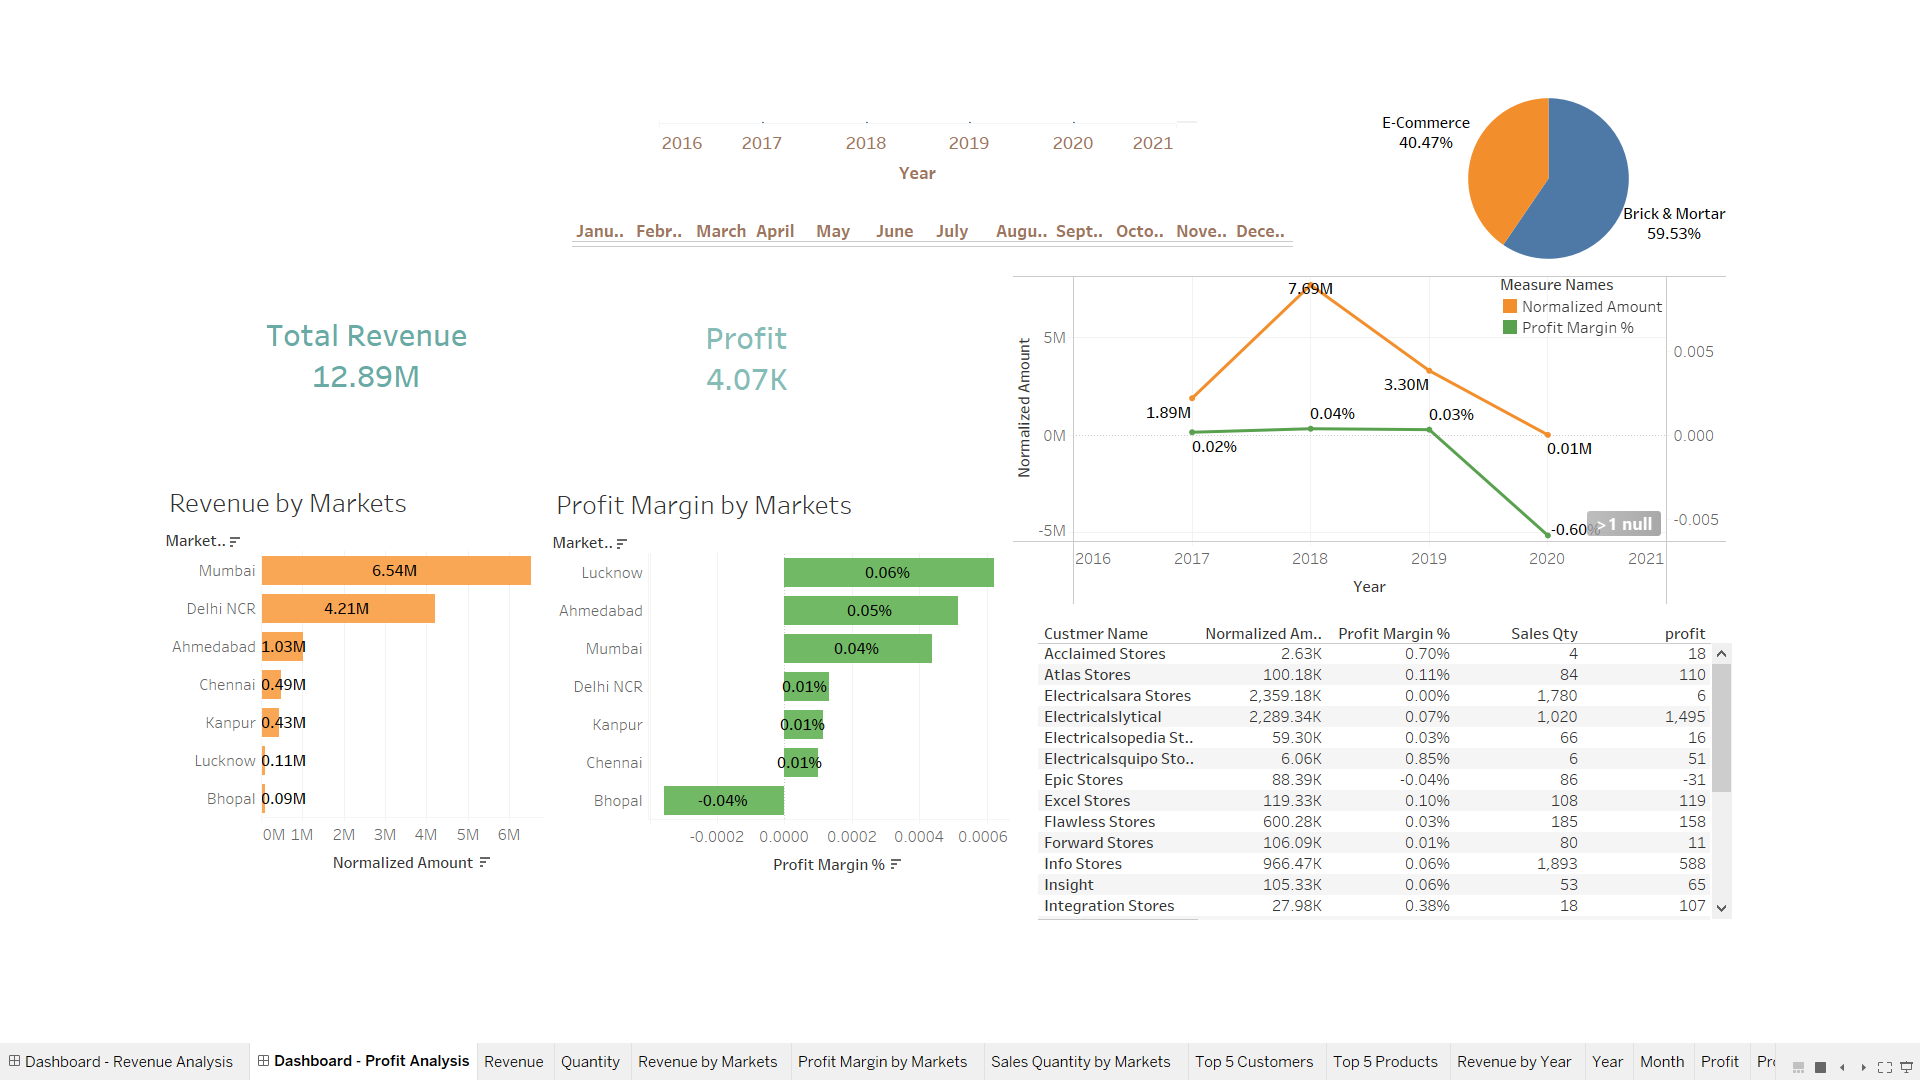 2016 2017 2018 2019 2020 2021
Year
Janu.. Febr.. March April May June July Augu.. Sept.. Octo.. Nove.. Dece..
E-Commerce
40.47%
Brick & Mortar
59.53%
Total Revenue
12.89M
Profit
4.07K
Measure Names
Normalized Amount
Profit Margin %
Normalized Amount
5M
0M
-5M
7.69M
1.89M
3.30M
0.01M
0.02%
0.04%
0.03%
-0.60%
>1 null
0.005
0.000
-0.005
2016 2017 2018 2019 2020 2021
Year
Revenue by Markets
Market..
Mumbai 6.54M
Delhi NCR 4.21M
Ahmedabad 1.03M
Chennai 0.49M
Kanpur 0.43M
Lucknow 0.11M
Bhopal 0.09M
0M 1M 2M 3M 4M 5M 6M
Normalized Amount
Profit Margin by Markets
Market..
Lucknow 0.06%
Ahmedabad 0.05%
Mumbai 0.04%
Delhi NCR 0.01%
Kanpur 0.01%
Chennai 0.01%
Bhopal -0.04%
-0.0002 0.0000 0.0002 0.0004 0.0006
Profit Margin %
Custmer Name Normalized Am.. Profit Margin % Sales Qty profit
Acclaimed Stores 2.63K 0.70% 4 18
Atlas Stores 100.18K 0.11% 84 110
Electricalsara Stores 2,359.18K 0.00% 1,780 6
Electricalslytical 2,289.34K 0.07% 1,020 1,495
Electricalsopedia St.. 59.30K 0.03% 66 16
Electricalsquipo Sto.. 6.06K 0.85% 6 51
Epic Stores 88.39K -0.04% 86 -31
Excel Stores 119.33K 0.10% 108 119
Flawless Stores 600.28K 0.03% 185 158
Forward Stores 106.09K 0.01% 80 11
Info Stores 966.47K 0.06% 1,893 588
Insight 105.33K 0.06% 53 65
Integration Stores 27.98K 0.38% 18 107
Dashboard - Revenue Analysis Dashboard - Profit Analysis Revenue Quantity Revenue by Markets Profit Margin by Markets Sales Quantity by Markets Top 5 Customers Top 5 Products Revenue by Year Year Month Profit